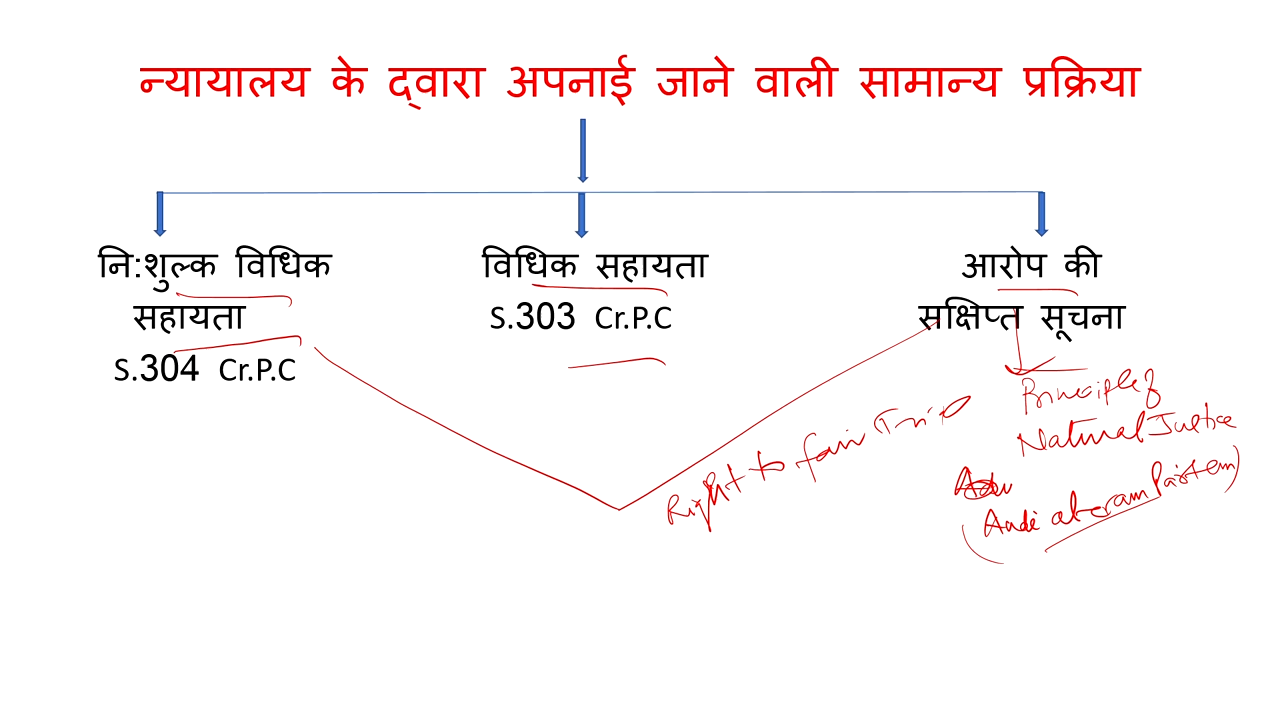 न्यायालय के द्वारा अपनाई जाने वाली सामान्य प्रक्रिया
नि:शुल्क विधिक
सहायता
S.304 Cr.P.C
विधिक सहायता
S.303 Cr.P.C
आरोप की
सक्षिप्त सूचना
Principle of
Natural Justice
Audi alteram Partem)
Right to fair Trial